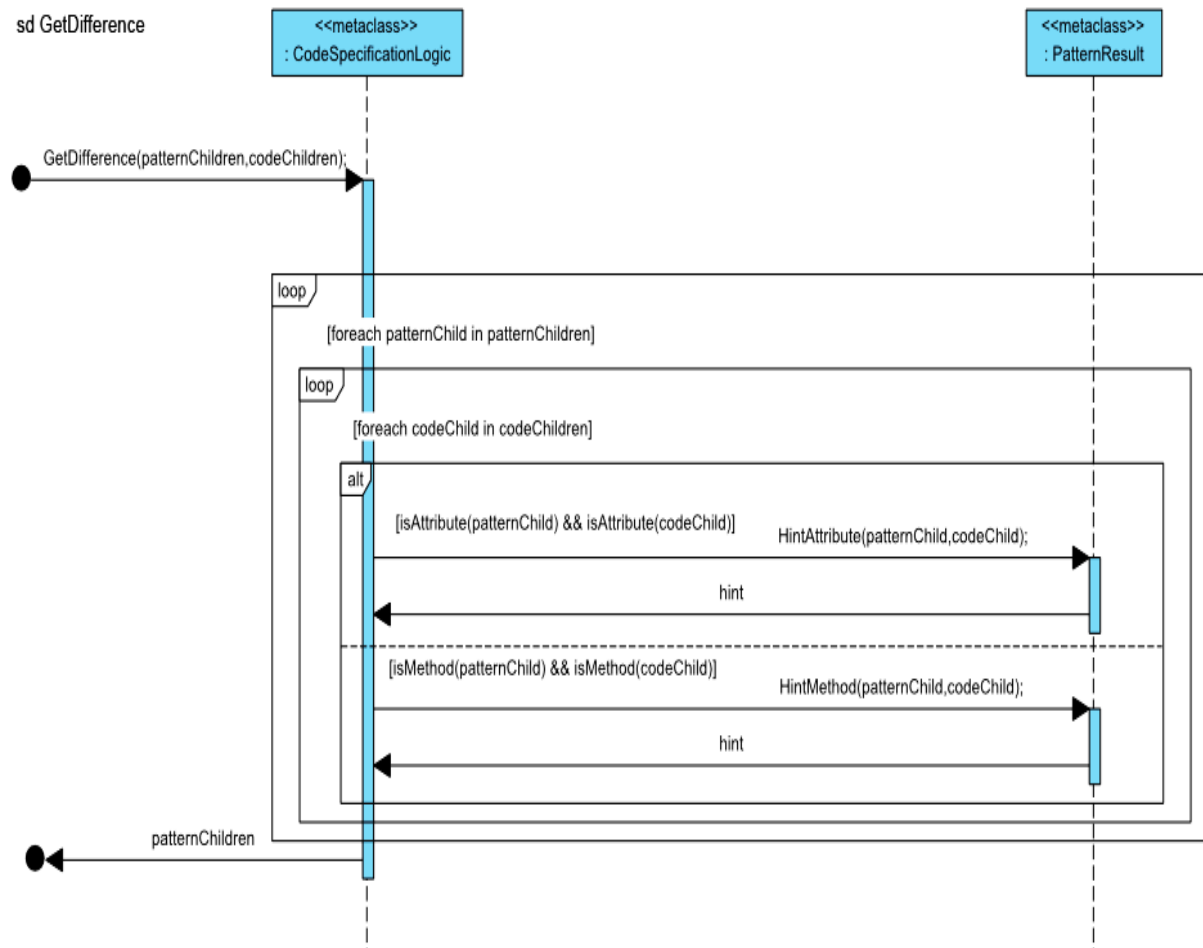 sd GetDifference
<<metaclass>>
: CodeSpecificationLogic
<<metaclass>>
: PatternResult
GetDifference(patternChildren,codeChildren);
loop
[foreach patternChild in patternChildren]
loop
[foreach codeChild in codeChildren]
alt
[isAttribute(patternChild) && isAttribute(codeChild)]
HintAttribute(patternChild,codeChild);
hint
[isMethod(patternChild) && isMethod(codeChild)]
HintMethod(patternChild,codeChild);
hint
patternChildren